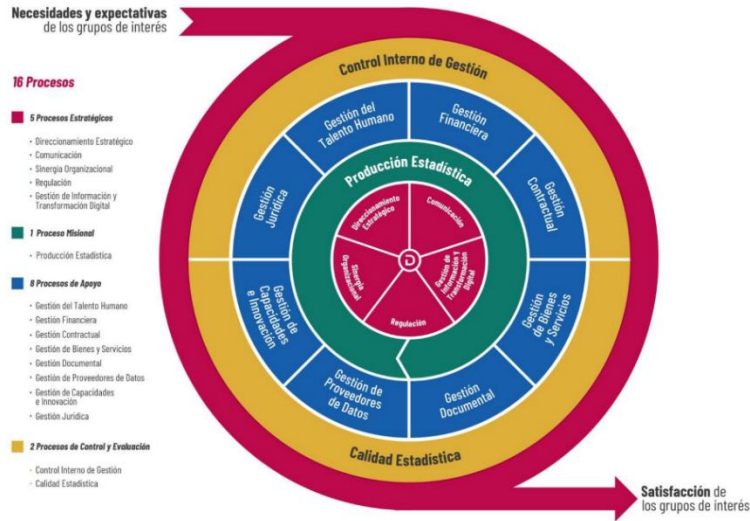 Necesidades y expectativas
de los grupos de interés
16 Procesos
5 Procesos Estratégicos
• Direccionamiento Estratégico
• Comunicación
• Sinergia Organizacional
• Regulación
• Gestión de Información y
Transformación Digital
1 Proceso Misional
• Producción Estadística
8 Procesos de Apoyo
• Gestión del Talento Humano
• Gestión Financiera
• Gestión Contractual
• Gestión de Bienes y Servicios
• Gestión Documental
• Gestión de Proveedores de Datos
• Gestión de Capacidades
e Innovación
• Gestión Jurídica
2 Procesos de Control y Evaluación
• Control Interno de Gestión
• Calidad Estadística
Control Interno de Gestión
Gestión del
Talento Humano
Gestión
Financiera
Gestión
Contractual
Gestión
de Bienes
y Servicios
Gestión
Documental
Gestión de
Proveedores
de Datos
Gestión de
Capacidades
e Innovación
Gestión
Jurídica
Producción Estadística
Direccionamiento
Estratégico
Comunicación
Gestión de
Información y
Transformación
Digital
Regulación
Sinergia
Organizacional
D
Calidad Estadística
Satisfacción de
los grupos de interés